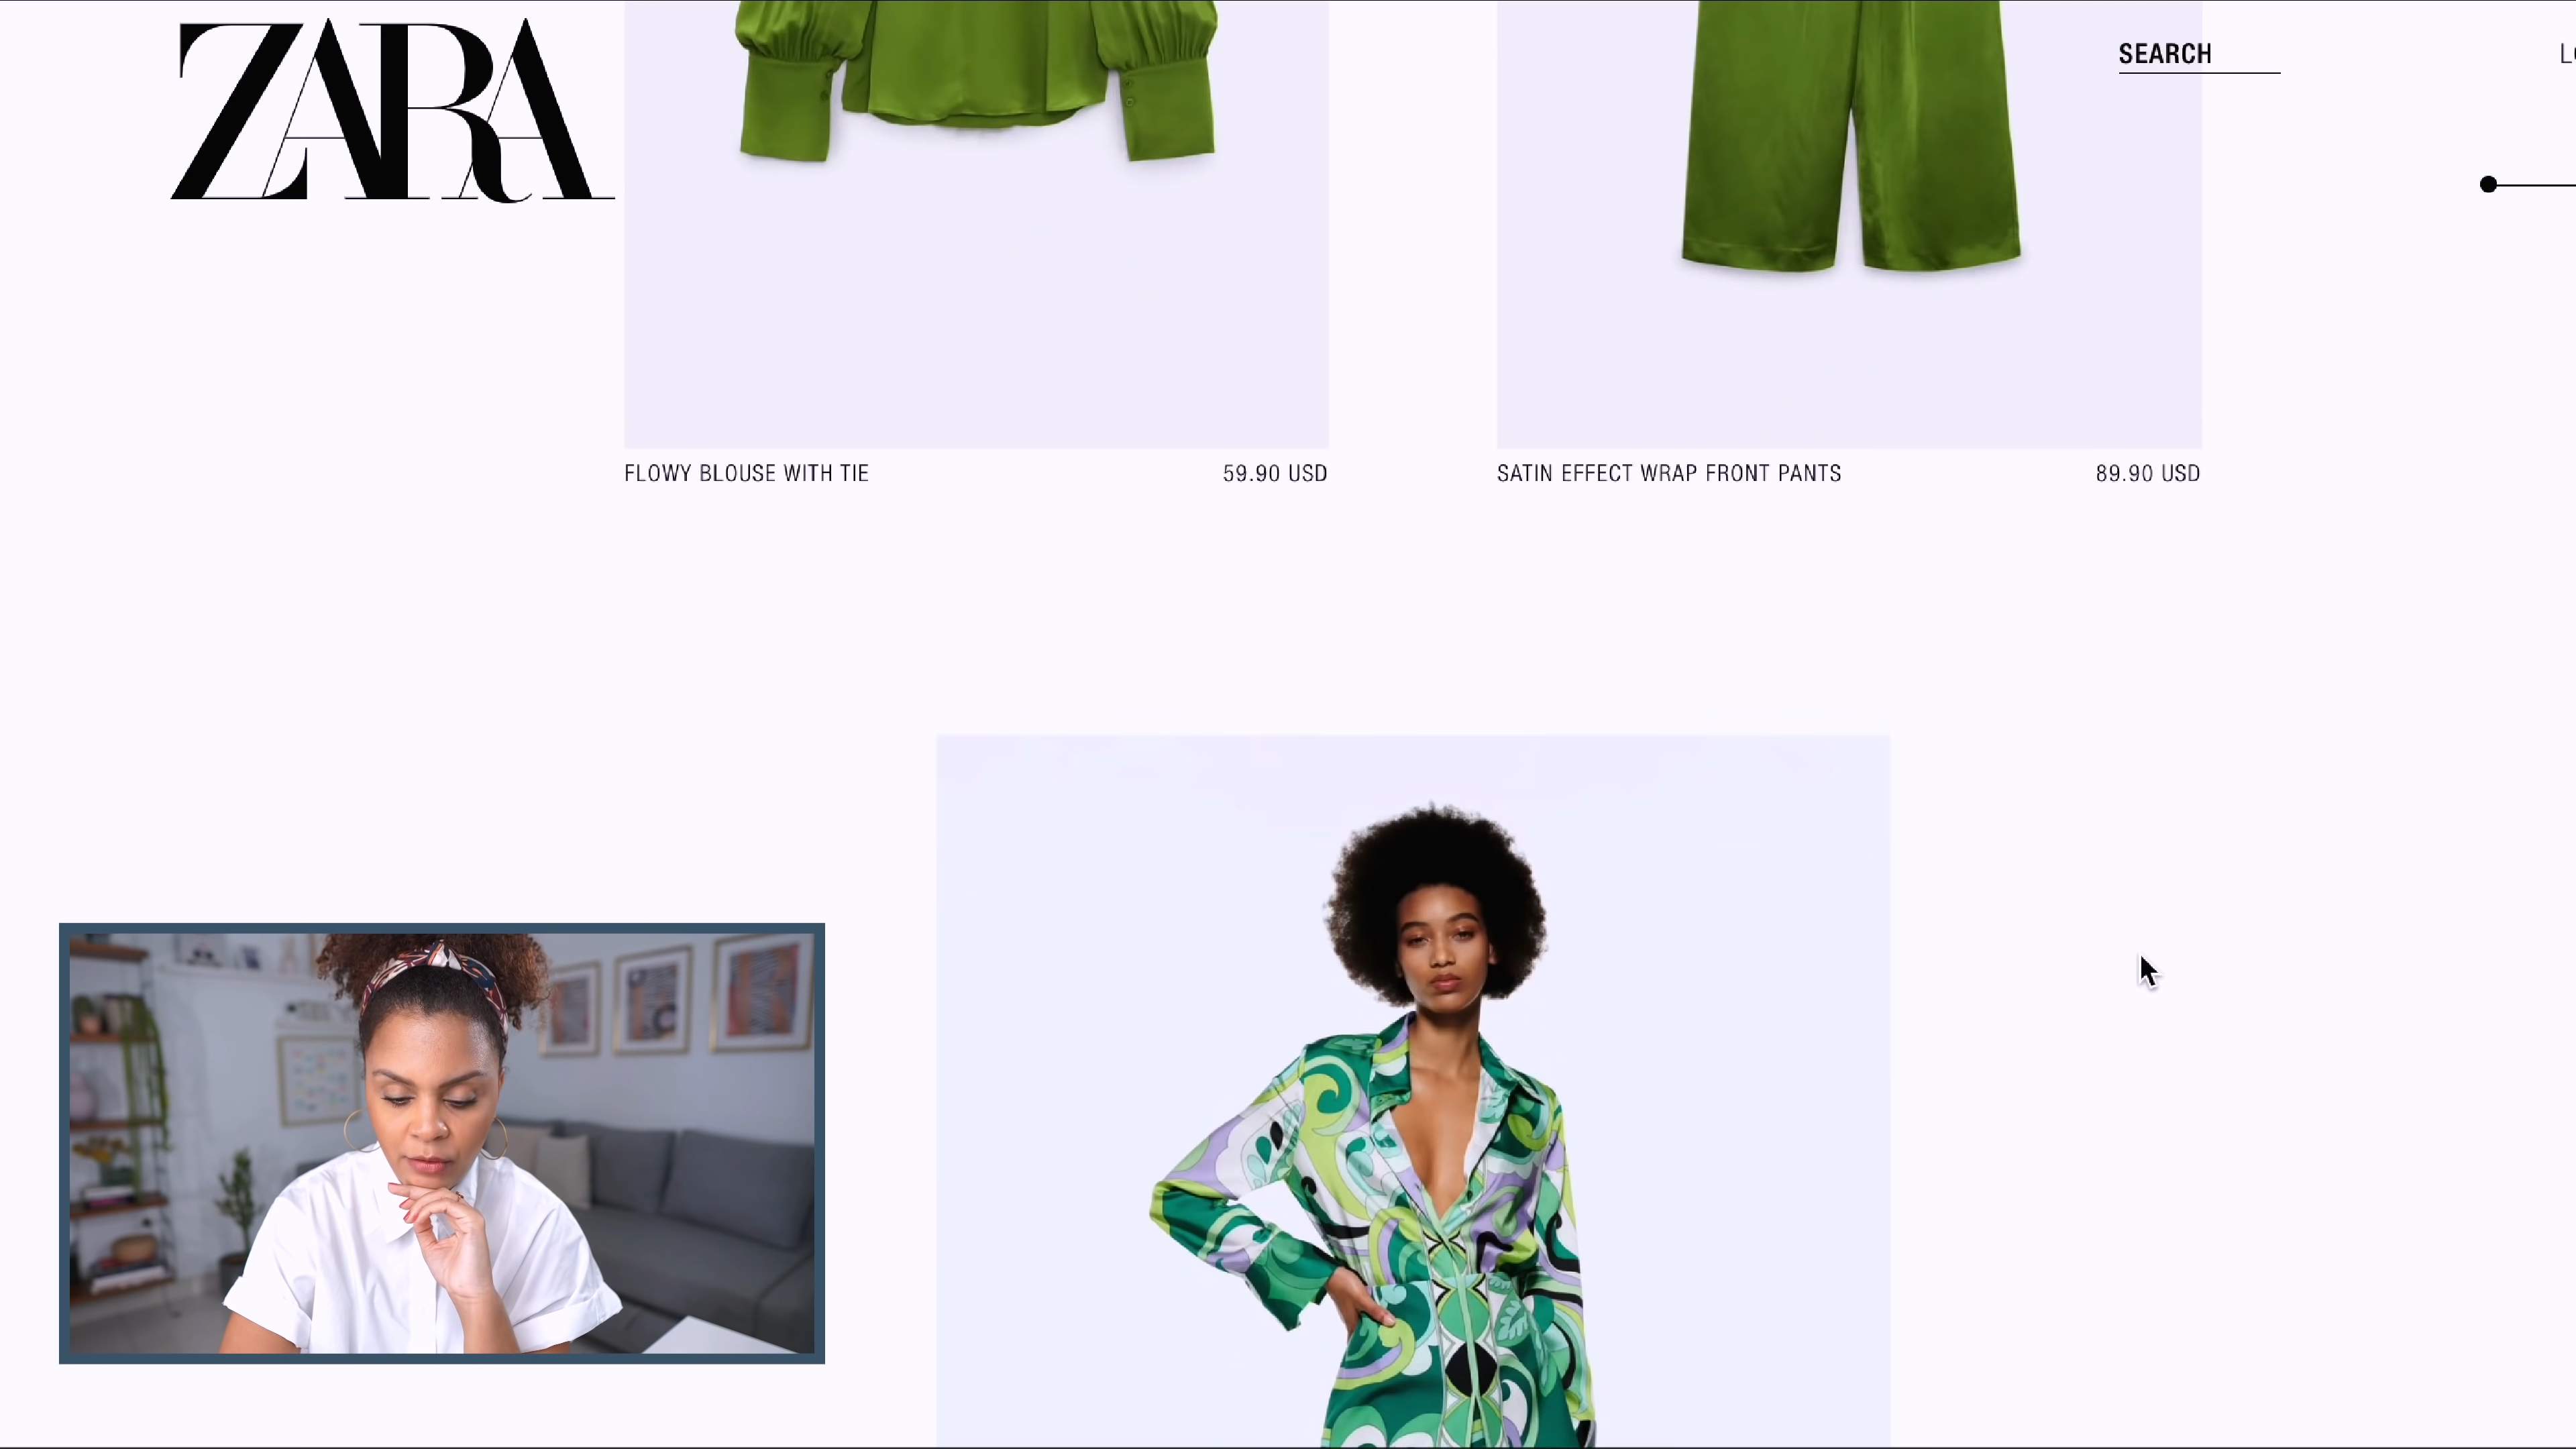 ZARA
SEARCH
FLOWY BLOUSE WITH TIE 59.90 USD
SATIN EFFECT WRAP FRONT PANTS 89.90 USD